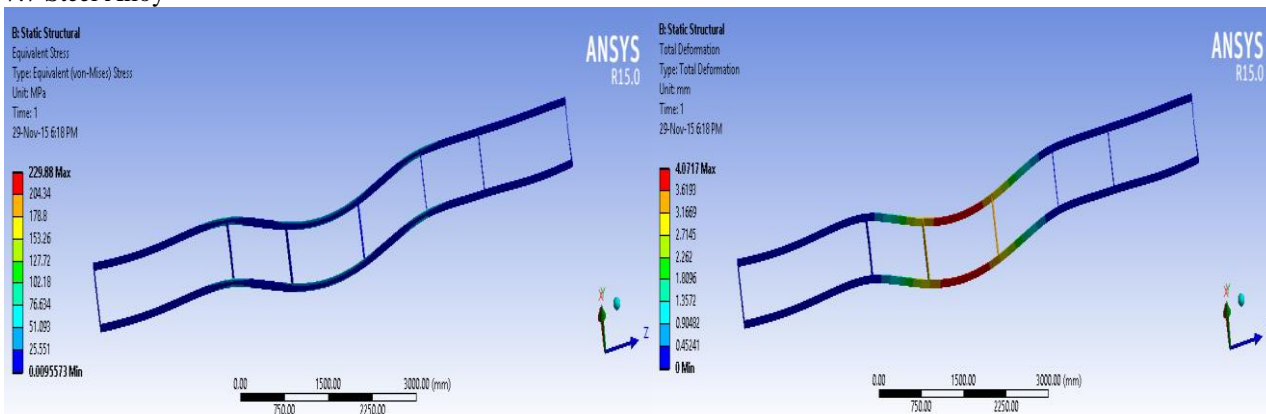 7.7 Steel Alloy
B: Static Structural
Equivalent Stress
Type: Equivalent (von-Mises) Stress
Unit: MPa
Time: 1
29-Nov-15 6:18 PM
229.88 Max
204.34
178.8
153.26
127.72
102.18
76.634
51.093
25.551
0.0095573 Min
ANSYS
R15.0
X
Z
0.00
1500.00
3000.00 (mm)
750.00
2250.00
B: Static Structural
Total Deformation
Type: Total Deformation
Unit: mm
Time: 1
29-Nov-15 6:18 PM
4.0717 Max
3.6193
3.1669
2.7145
2.262
1.8096
1.3572
0.90482
0.45241
0 Min
ANSYS
R15.0
0.00
1500.00
3000.00 (mm)
750.00
2250.00